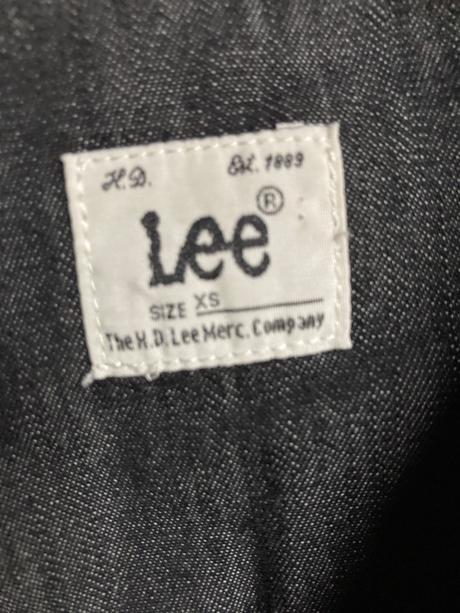 H.D. Est. 1889
Lee®
SIZE XS
The H.D. Lee Merc. Company